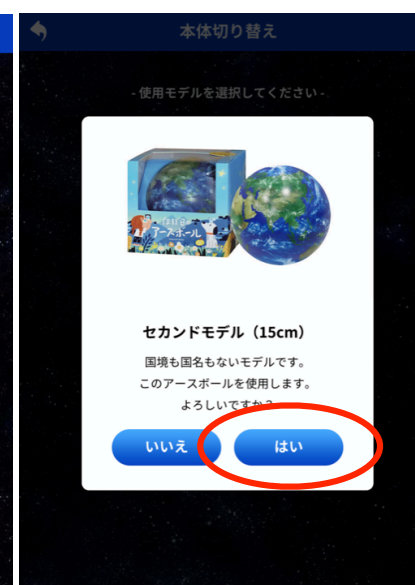 本体切り替え
- 使用モデルを選択してください -
アースボール
セカンドモデル（15cm）
国境も国名もないモデルです。
このアースボールを使用します。
よろしいですか？
いいえ
はい